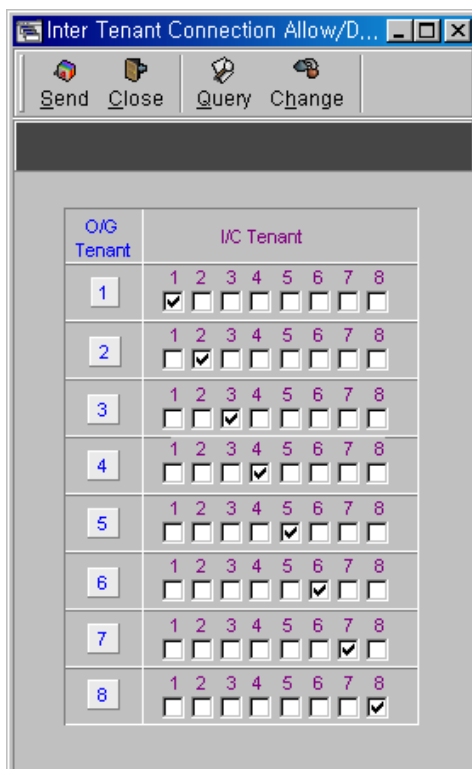 Inter Tenant Connection Allow/D...
Send Close Query Change
O/G Tenant I/C Tenant
1 1 2 3 4 5 6 7 8
2 1 2 3 4 5 6 7 8
3 1 2 3 4 5 6 7 8
4 1 2 3 4 5 6 7 8
5 1 2 3 4 5 6 7 8
6 1 2 3 4 5 6 7 8
7 1 2 3 4 5 6 7 8
8 1 2 3 4 5 6 7 8